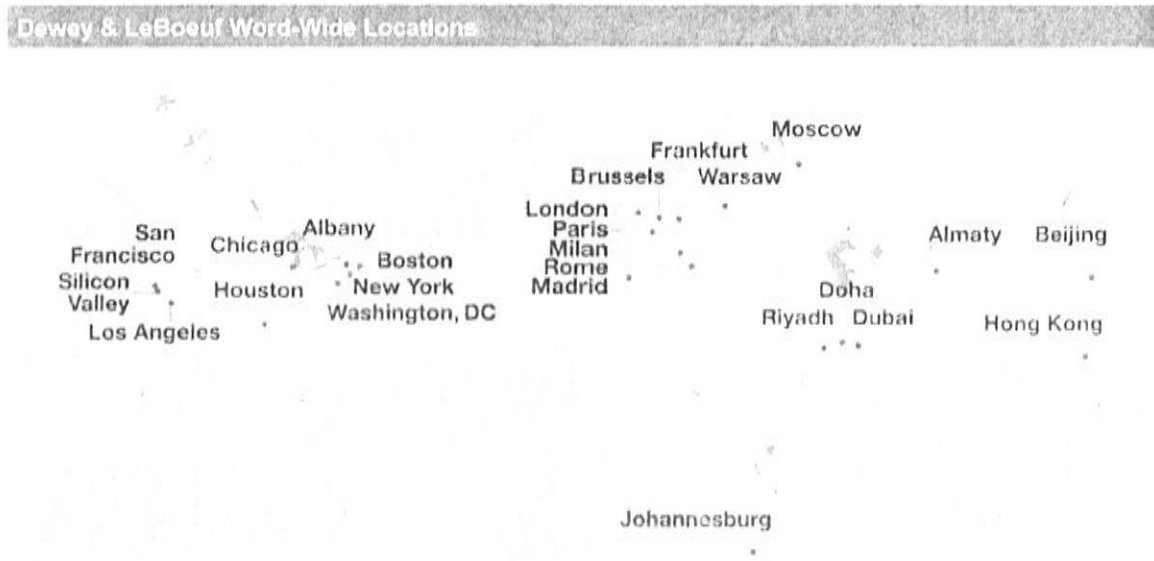 Dewey & LeBoeuf Word-Wide Locations
Moscow
Frankfurt
Brussels
Warsaw
London
Paris
Milan
Rome
Madrid
San
Francisco
Silicon
Valley
Los Angeles
Chicago
Houston
Albany
Boston
New York
Washington, DC
Almaty
Beijing
Doha
Riyadh
Dubai
Hong Kong
Johannesburg